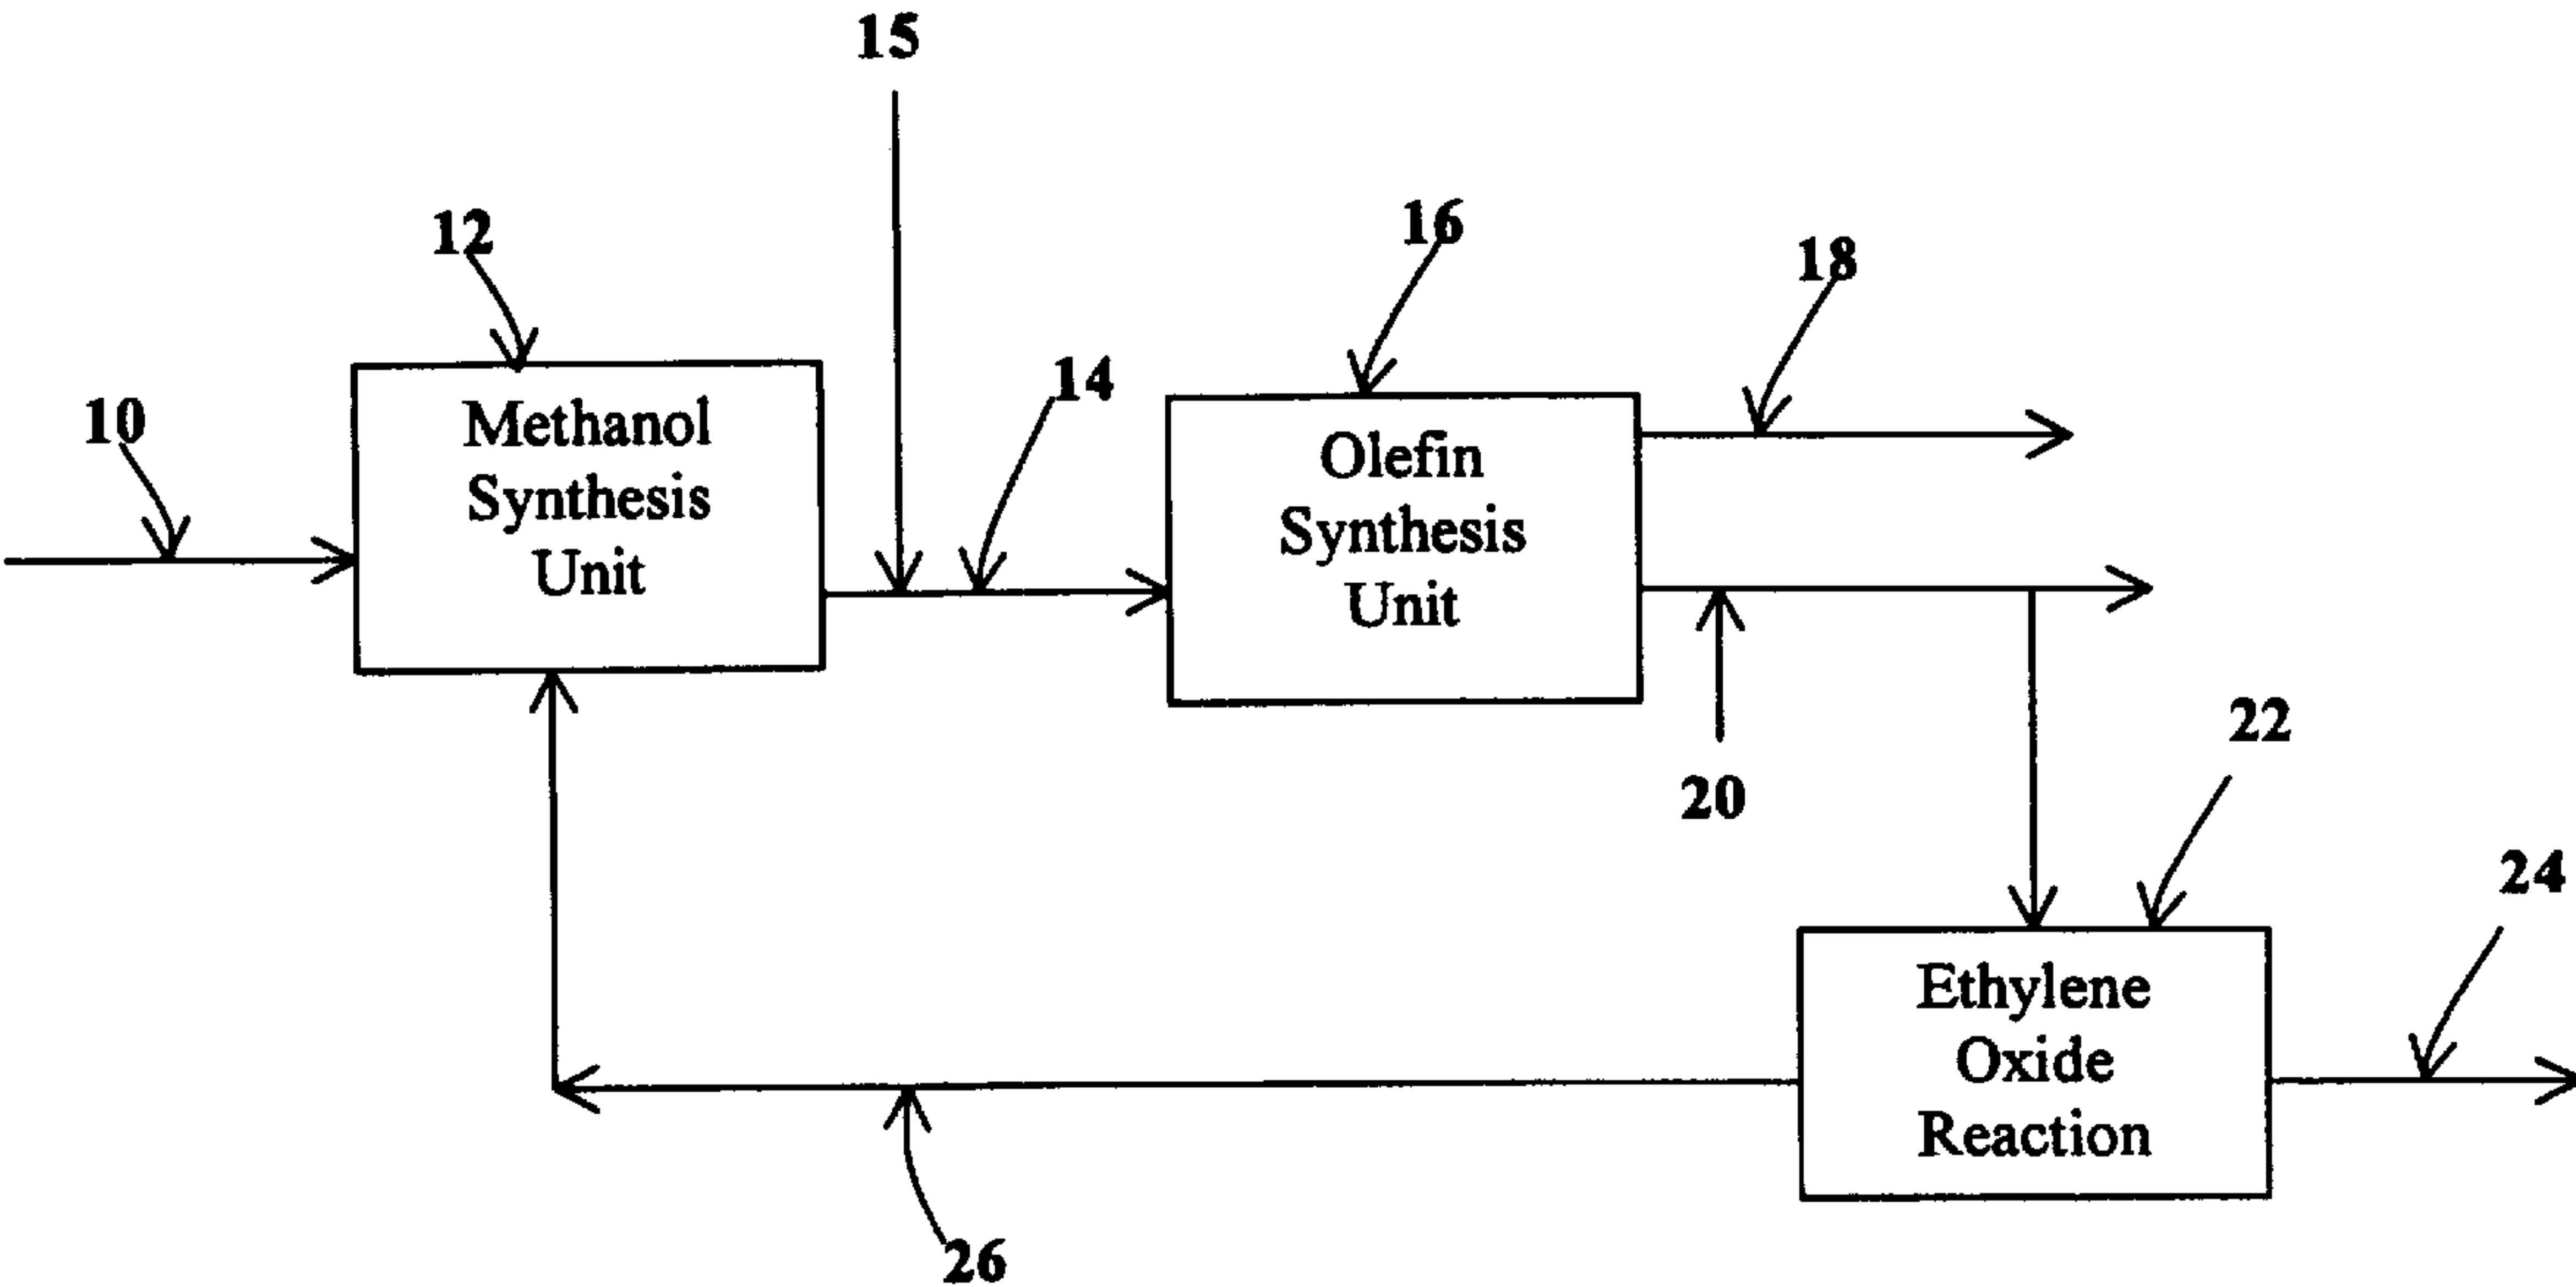 15
12
16
18
14
10
Methanol
Synthesis
Unit
Olefin
Synthesis
Unit
22
20
24
Ethylene
Oxide
Reaction
26